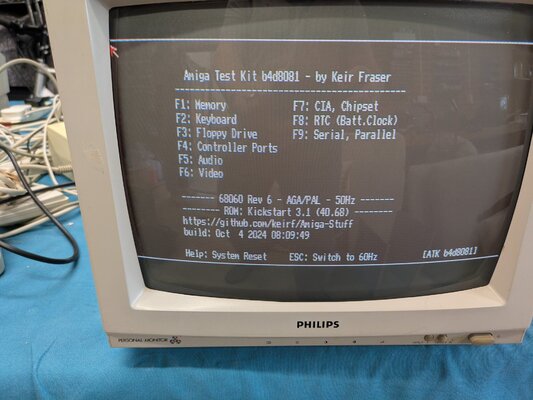 Amiga Test Kit b4d8081 - by Keir Fraser
F1: Memory F7: CIA, Chipset
F2: Keyboard F8: RTC (Batt.Clock)
F3: Floppy Drive F9: Serial, Parallel
F4: Controller Ports
F5: Audio
F6: Video
------- 68060 Rev 6 - AGA/PAL - 50Hz -------
-------- ROM: Kickstart 3.1 (40.68) --------
https://github.com/keirf/Amiga-Stuff
build: Oct 4 2024 08:09:49
Help: System Reset ESC: Switch to 60Hz [ATK b4d8081]
PHILIPS
PERSONAL MONITOR